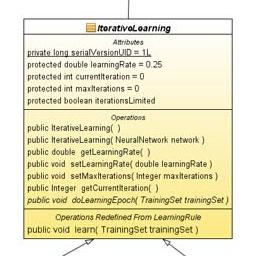 IterativeLearning
Attributes
private long serialVersionUID = 1L
protected double learningRate = 0.25
protected int currentIteration = 0
protected int maxIterations = 0
protected boolean iterationsLimited
Operations
public IterativeLearning( )
public IterativeLearning( NeuralNetwork network )
public double getLearningRate( )
public void setLearningRate( double learningRate )
public void setMaxIterations( Integer maxIterations )
public Integer getCurrentIteration( )
public void doLearningEpoch( TrainingSet trainingSet )
Operations Redefined From LearningRule
public void learn( TrainingSet trainingSet )